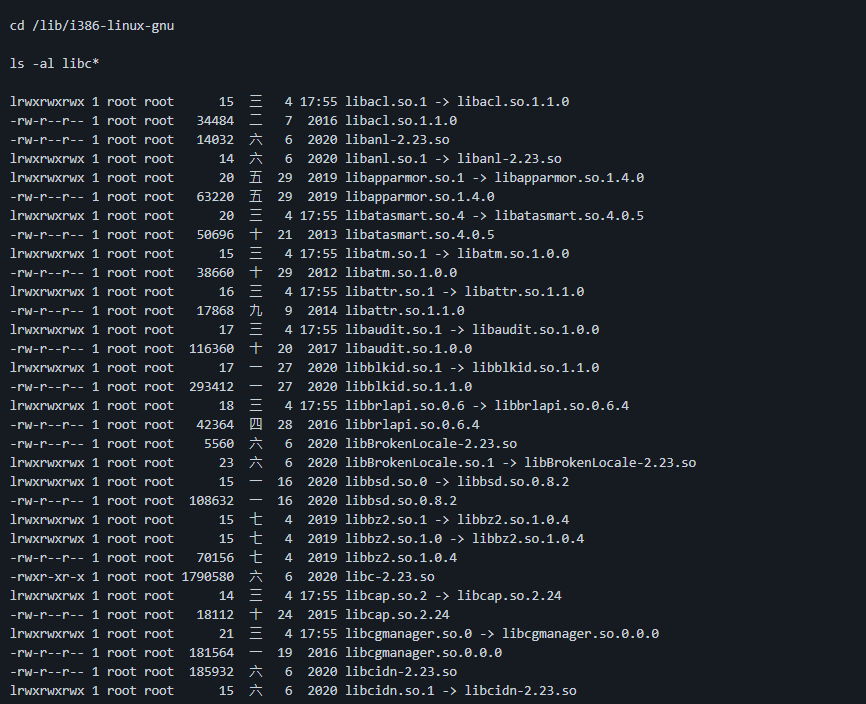 cd /lib/i386-linux-gnu
ls -al libc*
lrwxrwxrwx 1 root root      15  三   4 17:55 libacl.so.1 -> libacl.so.1.1.0
-rw-r--r-- 1 root root   34484  二   7  2016 libacl.so.1.1.0
-rw-r--r-- 1 root root   14032  六   6  2020 libanl-2.23.so
lrwxrwxrwx 1 root root      14  六   6  2020 libanl.so.1 -> libanl-2.23.so
lrwxrwxrwx 1 root root      20  五  29  2019 libapparmor.so.1 -> libapparmor.so.1.4.0
-rw-r--r-- 1 root root   63220  五  29  2019 libapparmor.so.1.4.0
lrwxrwxrwx 1 root root      20  三   4 17:55 libatasmart.so.4 -> libatasmart.so.4.0.5
-rw-r--r-- 1 root root   50696  十  21  2013 libatasmart.so.4.0.5
lrwxrwxrwx 1 root root      15  三   4 17:55 libatm.so.1 -> libatm.so.1.0.0
-rw-r--r-- 1 root root   38660  十  29  2012 libatm.so.1.0.0
lrwxrwxrwx 1 root root      16  三   4 17:55 libattr.so.1 -> libattr.so.1.1.0
-rw-r--r-- 1 root root   17868  九   9  2014 libattr.so.1.1.0
lrwxrwxrwx 1 root root      17  三   4 17:55 libaudit.so.1 -> libaudit.so.1.0.0
-rw-r--r-- 1 root root  116360  十  20  2017 libaudit.so.1.0.0
lrwxrwxrwx 1 root root      17  一  27  2020 libblkid.so.1 -> libblkid.so.1.1.0
-rw-r--r-- 1 root root  293412  一  27  2020 libblkid.so.1.1.0
lrwxrwxrwx 1 root root      18  三   4 17:55 libbrlapi.so.0.6 -> libbrlapi.so.0.6.4
-rw-r--r-- 1 root root   42364  四  28  2016 libbrlapi.so.0.6.4
-rw-r--r-- 1 root root    5560  六   6  2020 libBrokenLocale-2.23.so
lrwxrwxrwx 1 root root      23  六   6  2020 libBrokenLocale.so.1 -> libBrokenLocale-2.23.so
lrwxrwxrwx 1 root root      15  一  16  2020 libbsd.so.0 -> libbsd.so.0.8.2
-rw-r--r-- 1 root root  108632  一  16  2020 libbsd.so.0.8.2
lrwxrwxrwx 1 root root      15  七   4  2019 libbz2.so.1 -> libbz2.so.1.0.4
lrwxrwxrwx 1 root root      15  七   4  2019 libbz2.so.1.0 -> libbz2.so.1.0.4
-rw-r--r-- 1 root root   70156  七   4  2019 libbz2.so.1.0.4
-rwxr-xr-x 1 root root 1790580  六   6  2020 libc-2.23.so
lrwxrwxrwx 1 root root      14  三   4 17:55 libcap.so.2 -> libcap.so.2.24
-rw-r--r-- 1 root root   18112  十  24  2015 libcap.so.2.24
lrwxrwxrwx 1 root root      21  三   4 17:55 libcgmanager.so.0 -> libcgmanager.so.0.0.0
-rw-r--r-- 1 root root  181564  一  19  2016 libcgmanager.so.0.0.0
-rw-r--r-- 1 root root  185932  六   6  2020 libcidn-2.23.so
lrwxrwxrwx 1 root root      15  六   6  2020 libcidn.so.1 -> libcidn-2.23.so